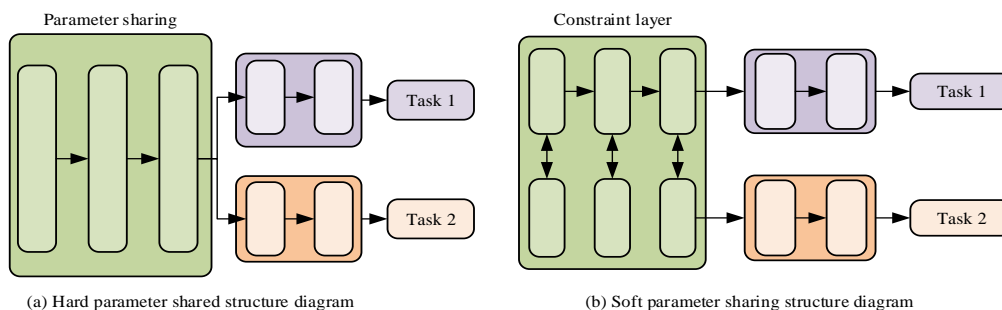 Parameter sharing
Task 1
Task 2
(a) Hard parameter shared structure diagram
Constraint layer
Task 1
Task 2
(b) Soft parameter sharing structure diagram